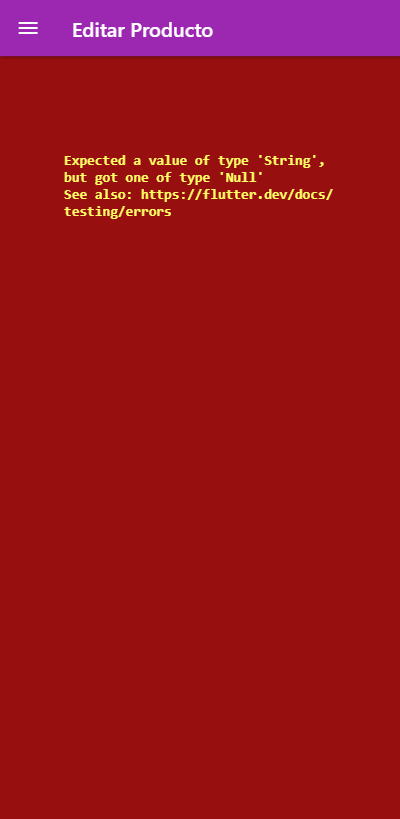 Editar Producto
Expected a value of type 'String',
but got one of type 'Null'
See also: https://flutter.dev/docs/
testing/errors